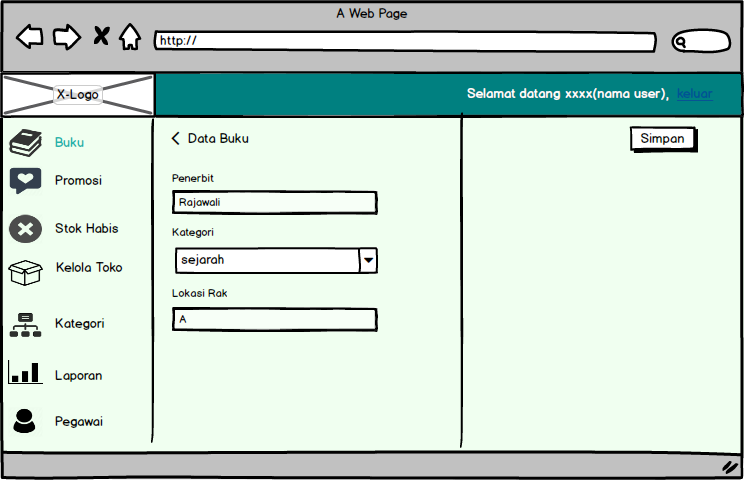 A Web Page
http://
X-Logo
Selamat datang xxxx(nama user), keluar
Buku
Promosi
Stok Habis
Kelola Toko
Kategori
Laporan
Pegawai
Data Buku
Penerbit
Rajawali
Kategori
sejarah
Lokasi Rak
A
Simpan